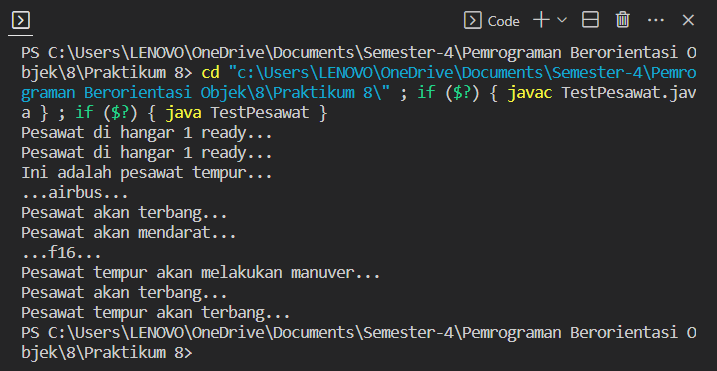 Code
PS C:\Users\LENOVO\OneDrive\Documents\Semester-4\Pemrograman Berorientasi O
bjek\8\Praktikum 8> cd "c:\Users\LENOVO\OneDrive\Documents\Semester-4\Pemro
graman Berorientasi Objek\8\Praktikum 8\" ; if ($?) { javac TestPesawat.jav
a } ; if ($?) { java TestPesawat }
Pesawat di hangar 1 ready...
Pesawat di hangar 1 ready...
Ini adalah pesawat tempur...
...airbus...
Pesawat akan terbang...
Pesawat akan mendarat...
...f16...
Pesawat tempur akan melakukan manuver...
Pesawat akan terbang...
Pesawat tempur akan terbang...
PS C:\Users\LENOVO\OneDrive\Documents\Semester-4\Pemrograman Berorientasi O
bjek\8\Praktikum 8>